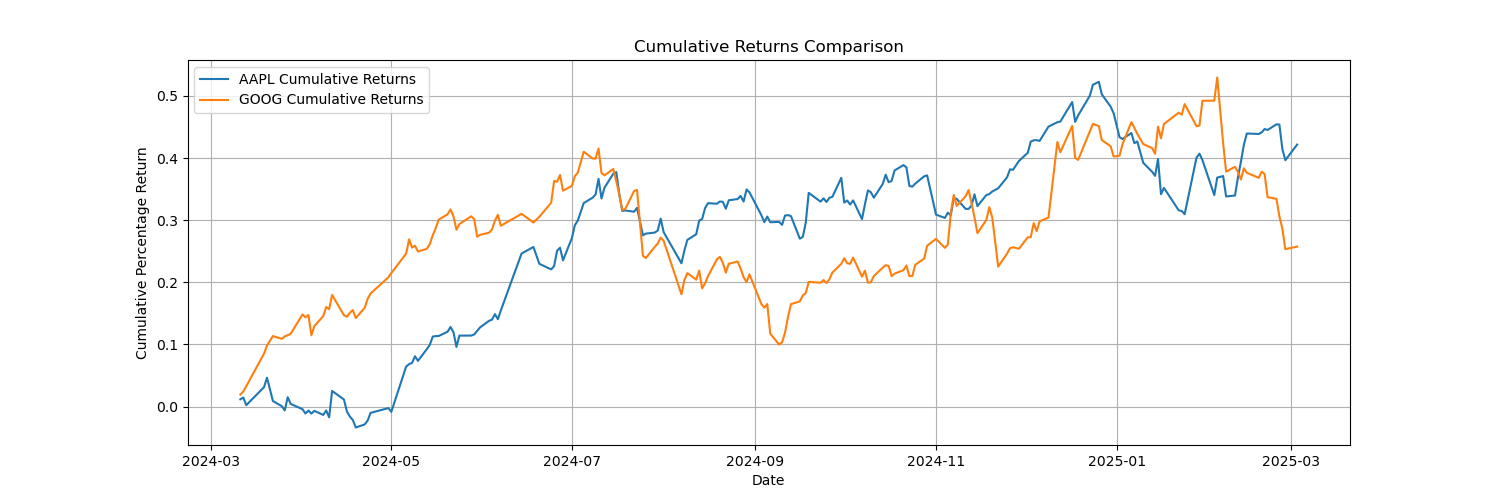 Cumulative Returns Comparison
AAPL Cumulative Returns
GOOG Cumulative Returns
Cumulative Percentage Return
0.5
0.4
0.3
0.2
0.1
0.0
2024-03
2024-05
2024-07
2024-09
2024-11
2025-01
2025-03
Date